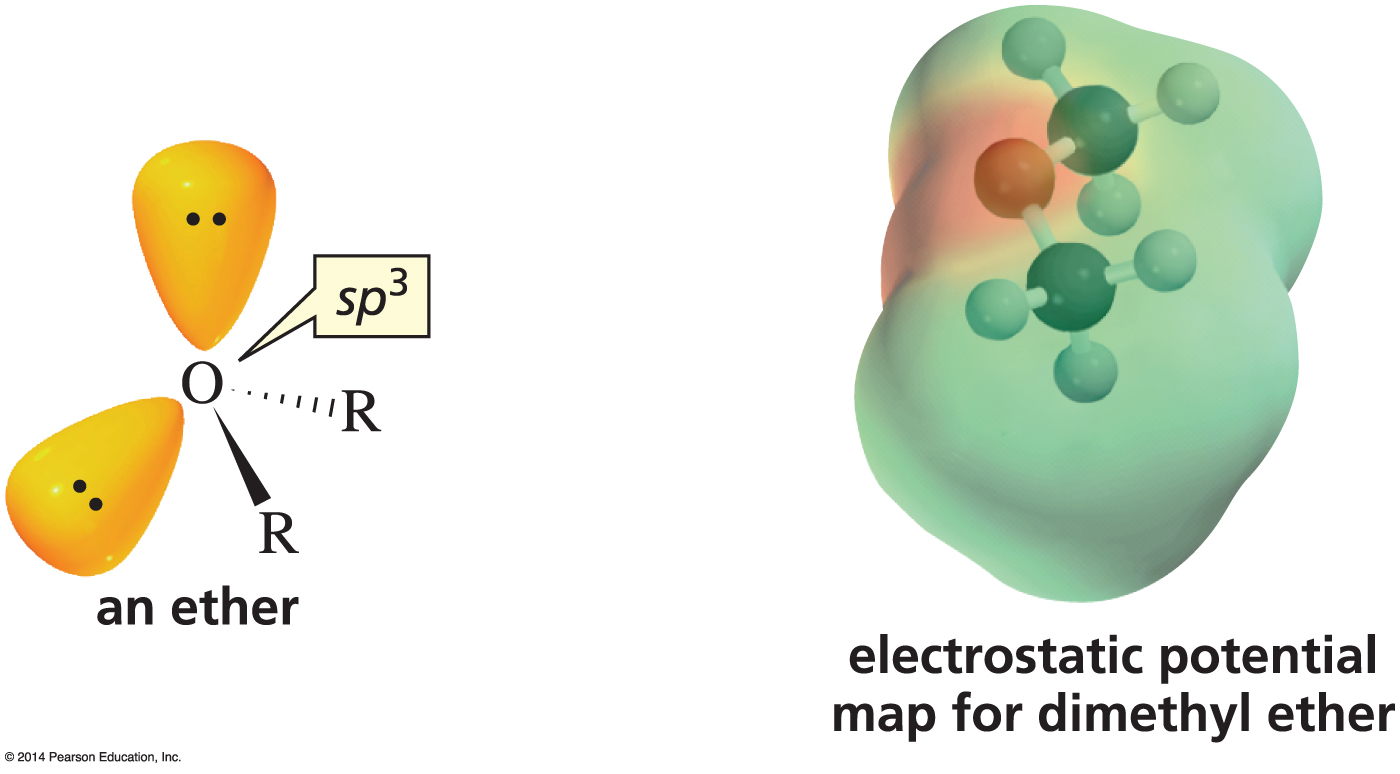 sp³
O
R
R
an ether
electrostatic potential
map for dimethyl ether
© 2014 Pearson Education, Inc.